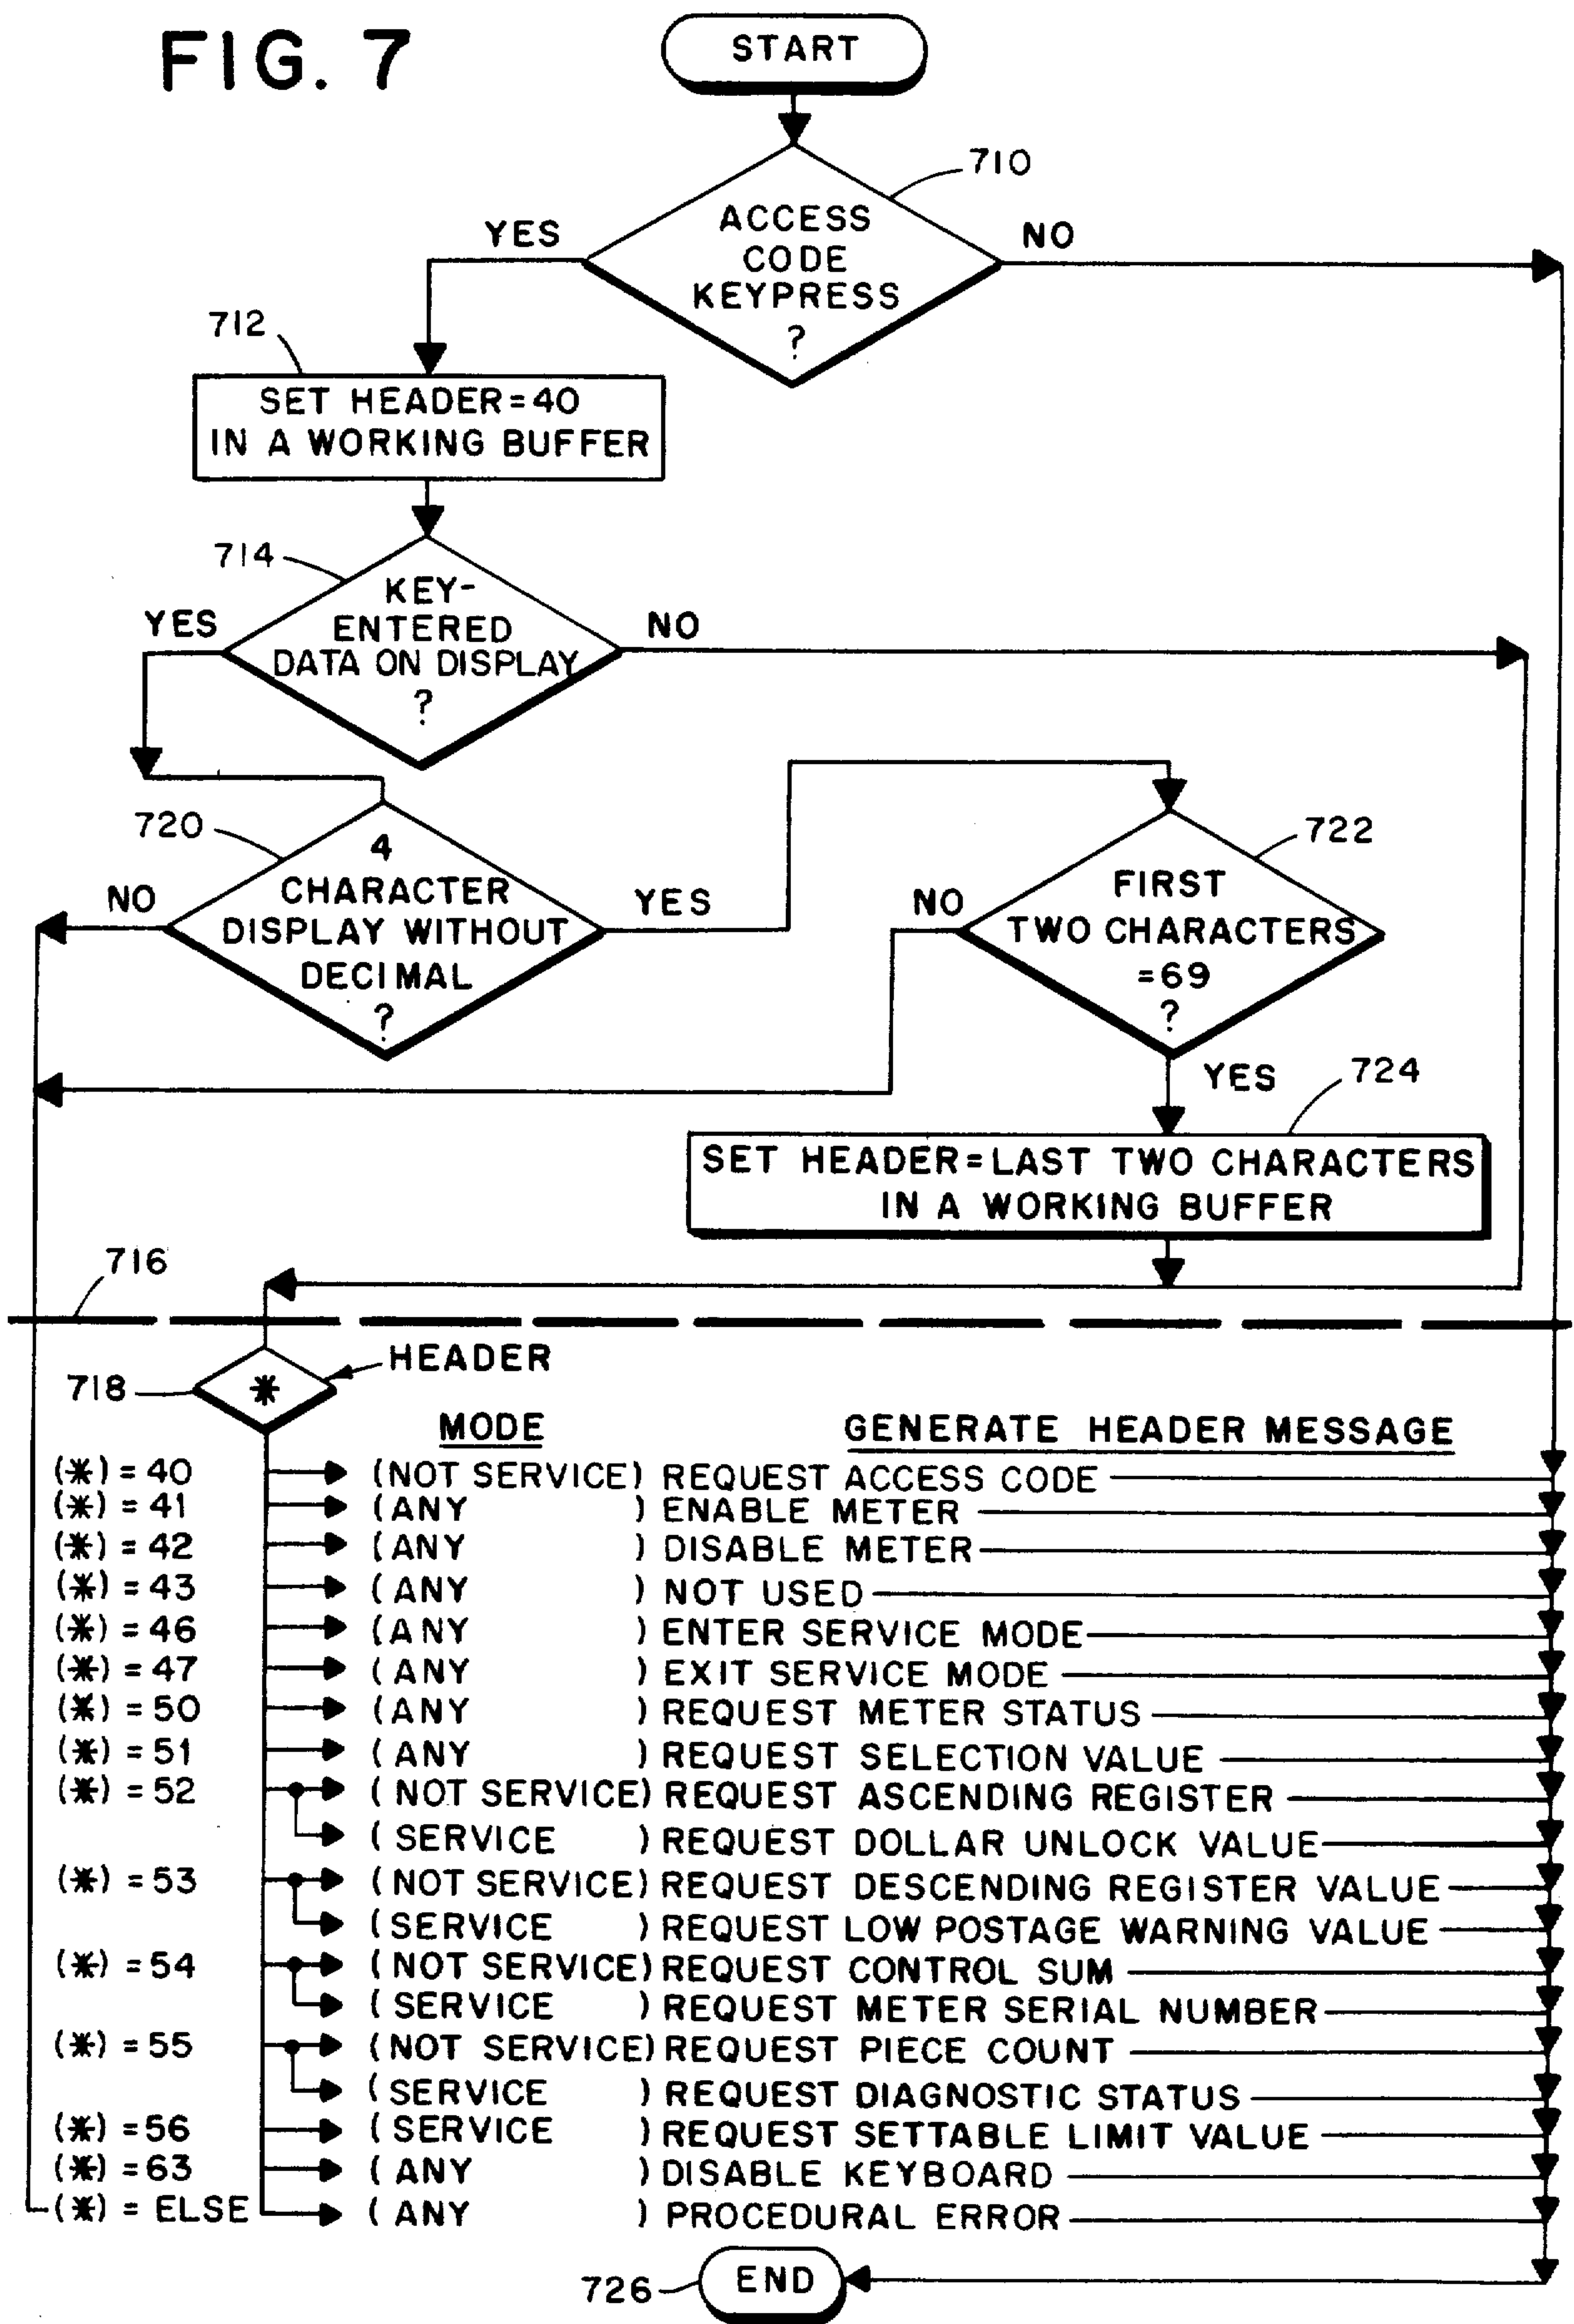 FIG. 7
START
710
ACCESS
CODE
KEYPRESS
?
YES
NO
712
SET HEADER=40
IN A WORKING BUFFER
714
KEY-
ENTERED
DATA ON DISPLAY
?
YES
NO
720
4
CHARACTER
DISPLAY WITHOUT
DECIMAL
?
NO
YES
722
FIRST
TWO CHARACTERS
=69
?
NO
YES
724
SET HEADER=LAST TWO CHARACTERS
IN A WORKING BUFFER
716
718
*
HEADER
MODE GENERATE HEADER MESSAGE
(*) = 40 (NOT SERVICE) REQUEST ACCESS CODE
(*) = 41 (ANY ) ENABLE METER
(*) = 42 (ANY ) DISABLE METER
(*) = 43 (ANY ) NOT USED
(*) = 46 (ANY ) ENTER SERVICE MODE
(*) = 47 (ANY ) EXIT SERVICE MODE
(*) = 50 (ANY ) REQUEST METER STATUS
(*) = 51 (ANY ) REQUEST SELECTION VALUE
(*) = 52 (NOT SERVICE) REQUEST ASCENDING REGISTER
(SERVICE ) REQUEST DOLLAR UNLOCK VALUE
(*) = 53 (NOT SERVICE) REQUEST DESCENDING REGISTER VALUE
(SERVICE ) REQUEST LOW POSTAGE WARNING VALUE
(*) = 54 (NOT SERVICE) REQUEST CONTROL SUM
(SERVICE ) REQUEST METER SERIAL NUMBER
(*) = 55 (NOT SERVICE) REQUEST PIECE COUNT
(SERVICE ) REQUEST DIAGNOSTIC STATUS
(*) = 56 (SERVICE ) REQUEST SETTABLE LIMIT VALUE
(*) = 63 (ANY ) DISABLE KEYBOARD
(*) = ELSE (ANY ) PROCEDURAL ERROR
726
END